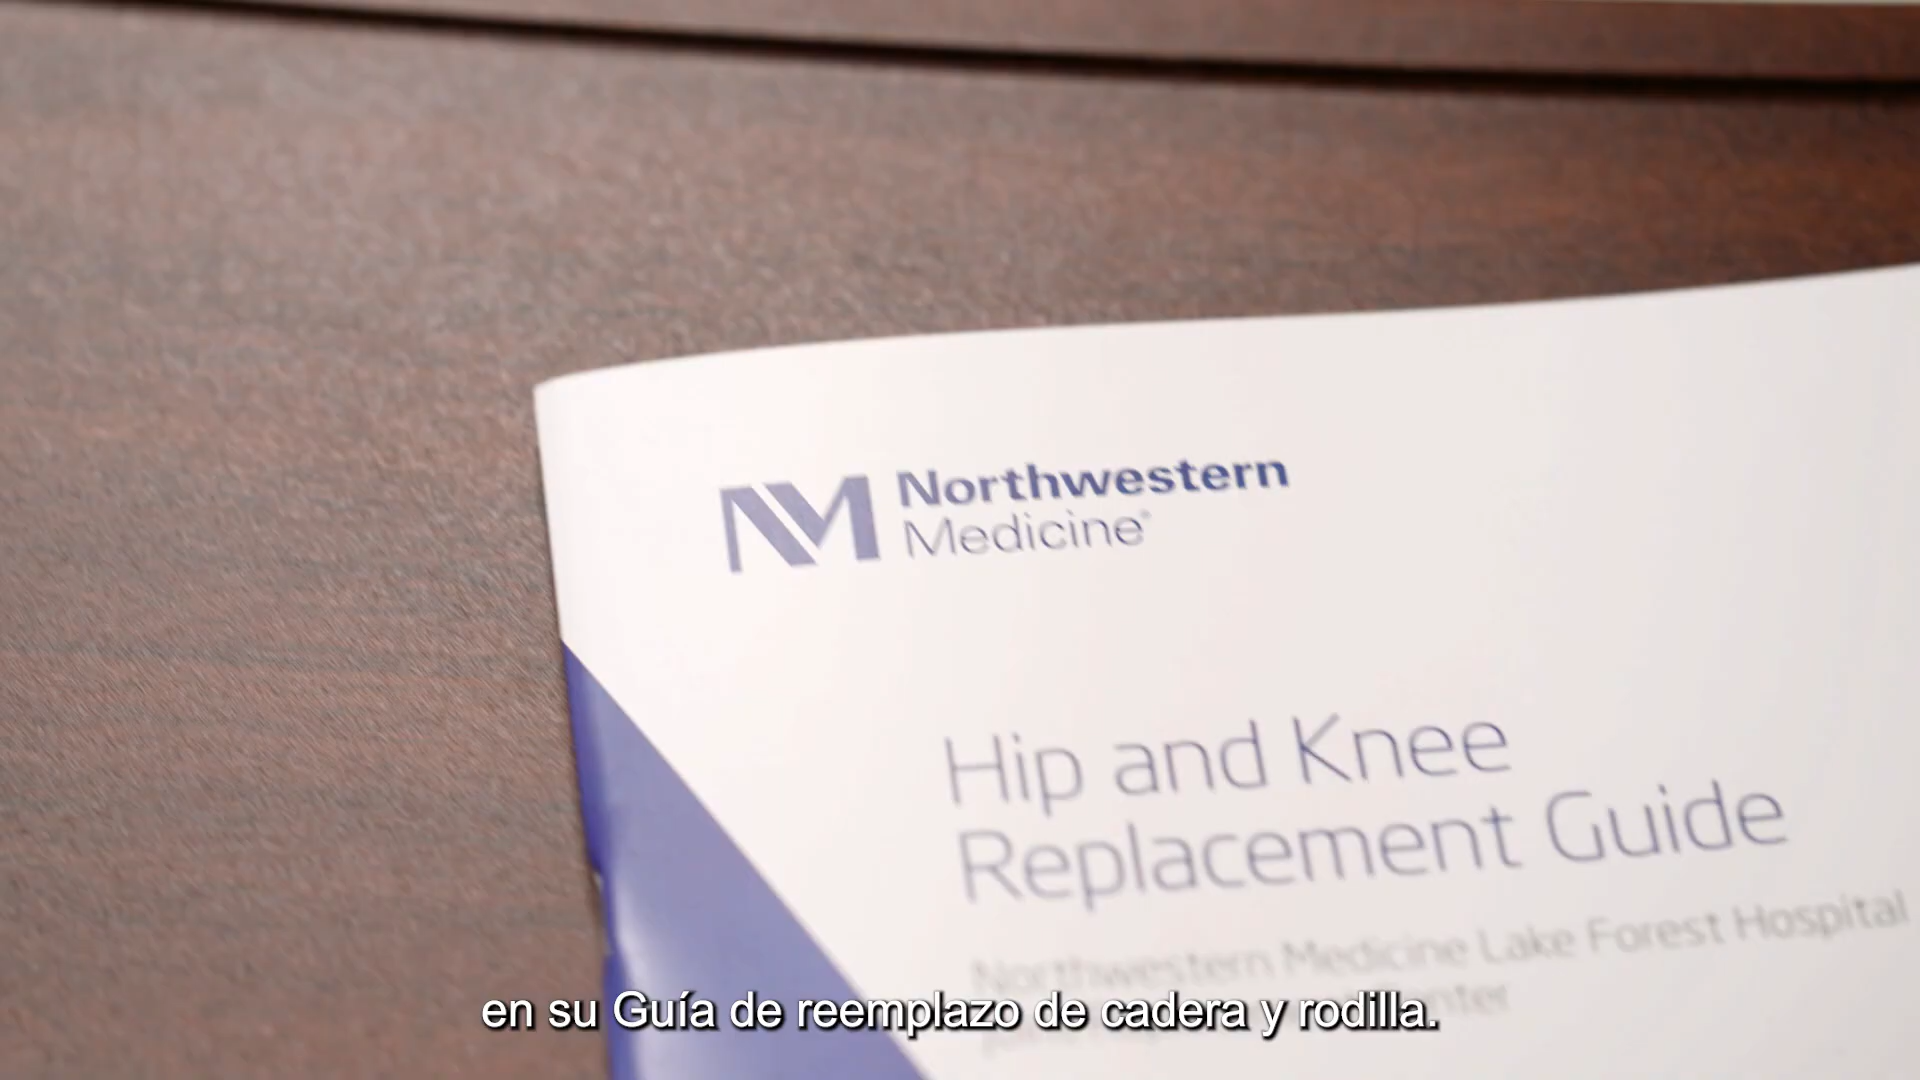 NM Northwestern
Medicine®
Hip and Knee
Replacement Guide
Northwestern Medicine Lake Forest Hospital
en su Guía de reemplazo de cadera y rodilla.